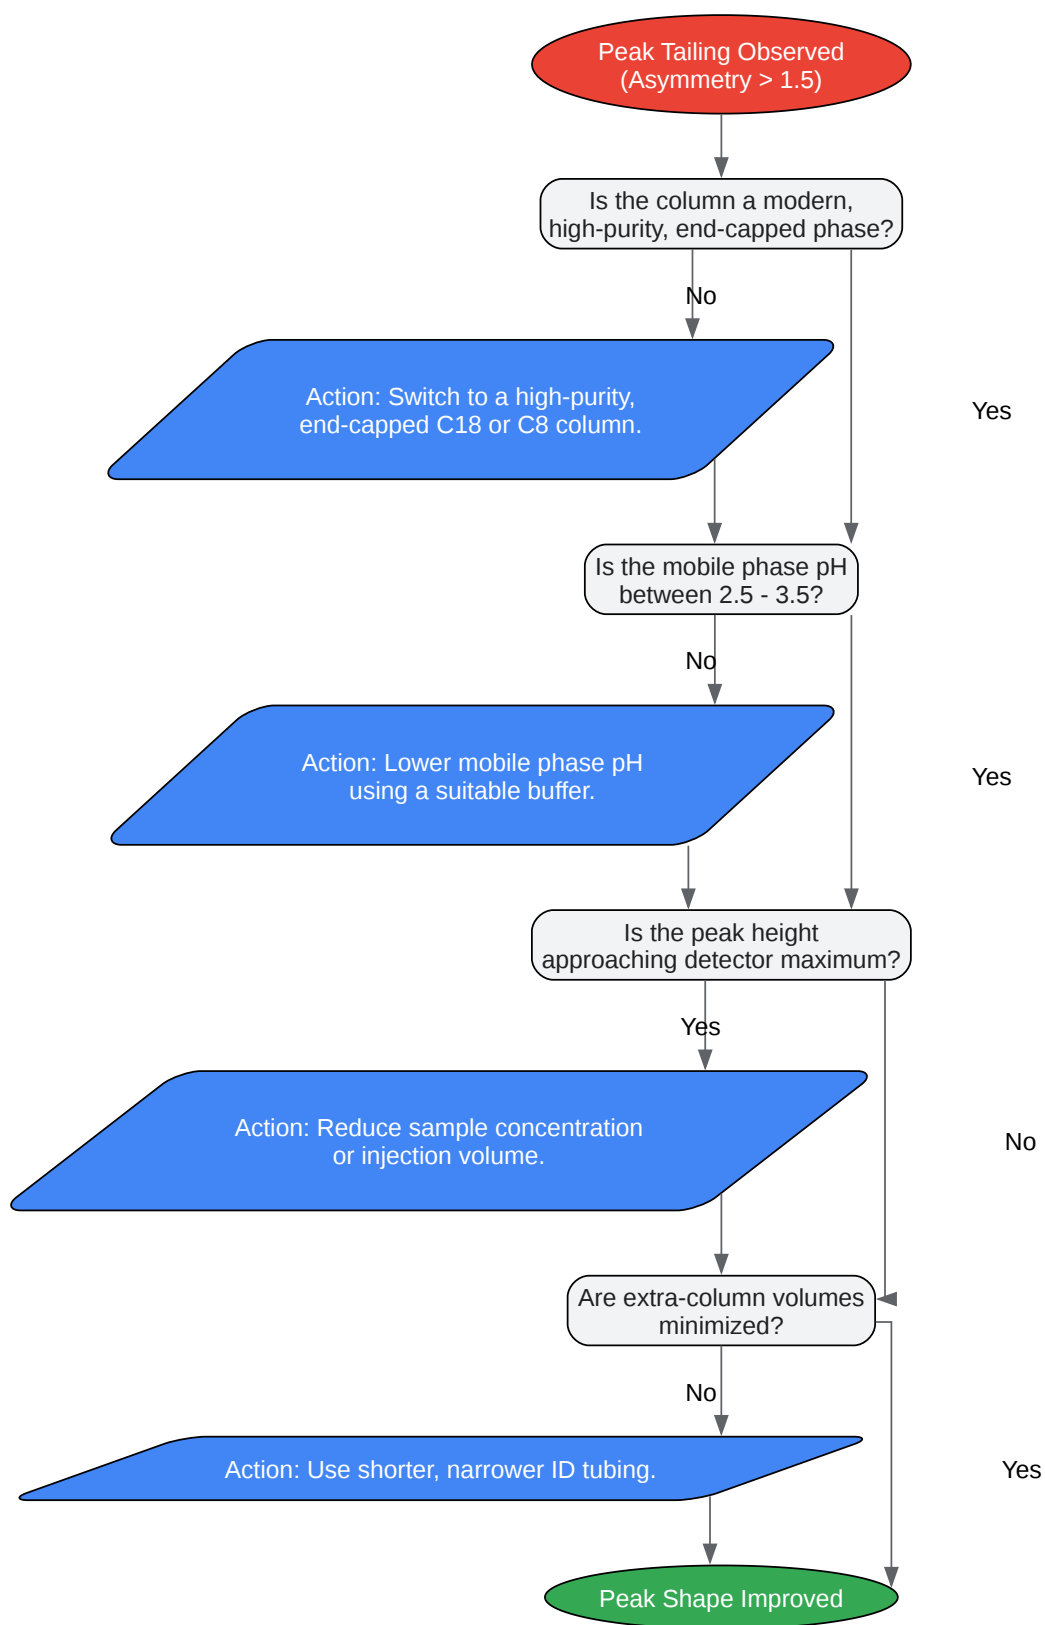 Peak Tailing Observed
(Asymmetry > 1.5)
Is the column a modern,
high-purity, end-capped phase?
No
Action: Switch to a high-purity,
end-capped C18 or C8 column.
Yes
Is the mobile phase pH
between 2.5 - 3.5?
No
Action: Lower mobile phase pH
using a suitable buffer.
Yes
Is the peak height
approaching detector maximum?
Yes
Action: Reduce sample concentration
or injection volume.
No
Are extra-column volumes
minimized?
No
Action: Use shorter, narrower ID tubing.
Yes
Peak Shape Improved